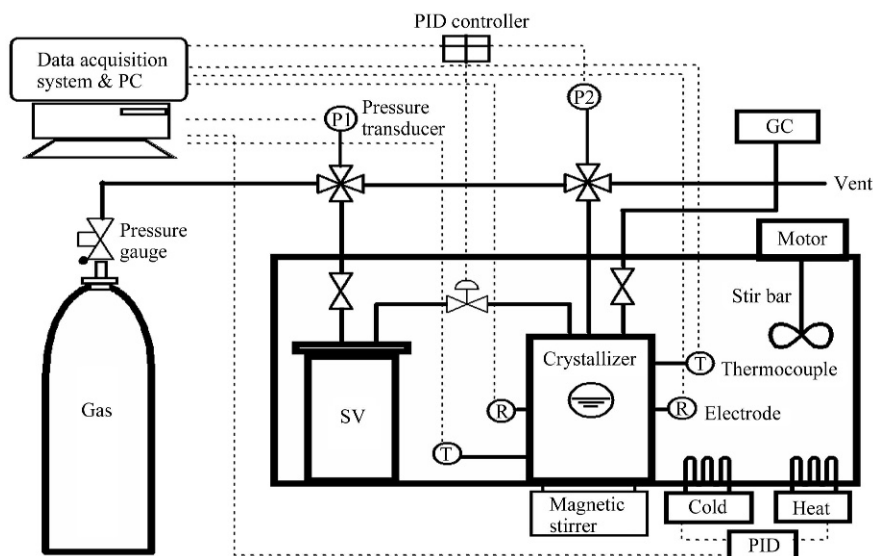 PID controller
Data acquisition
system & PC
P1
Pressure
transducer
P2
GC
Vent
Pressure
gauge
Motor
Stir bar
Crystallizer
T
Thermocouple
Gas
SV
R
R
Electrode
T
Magnetic
stirrer
Cold
Heat
PID